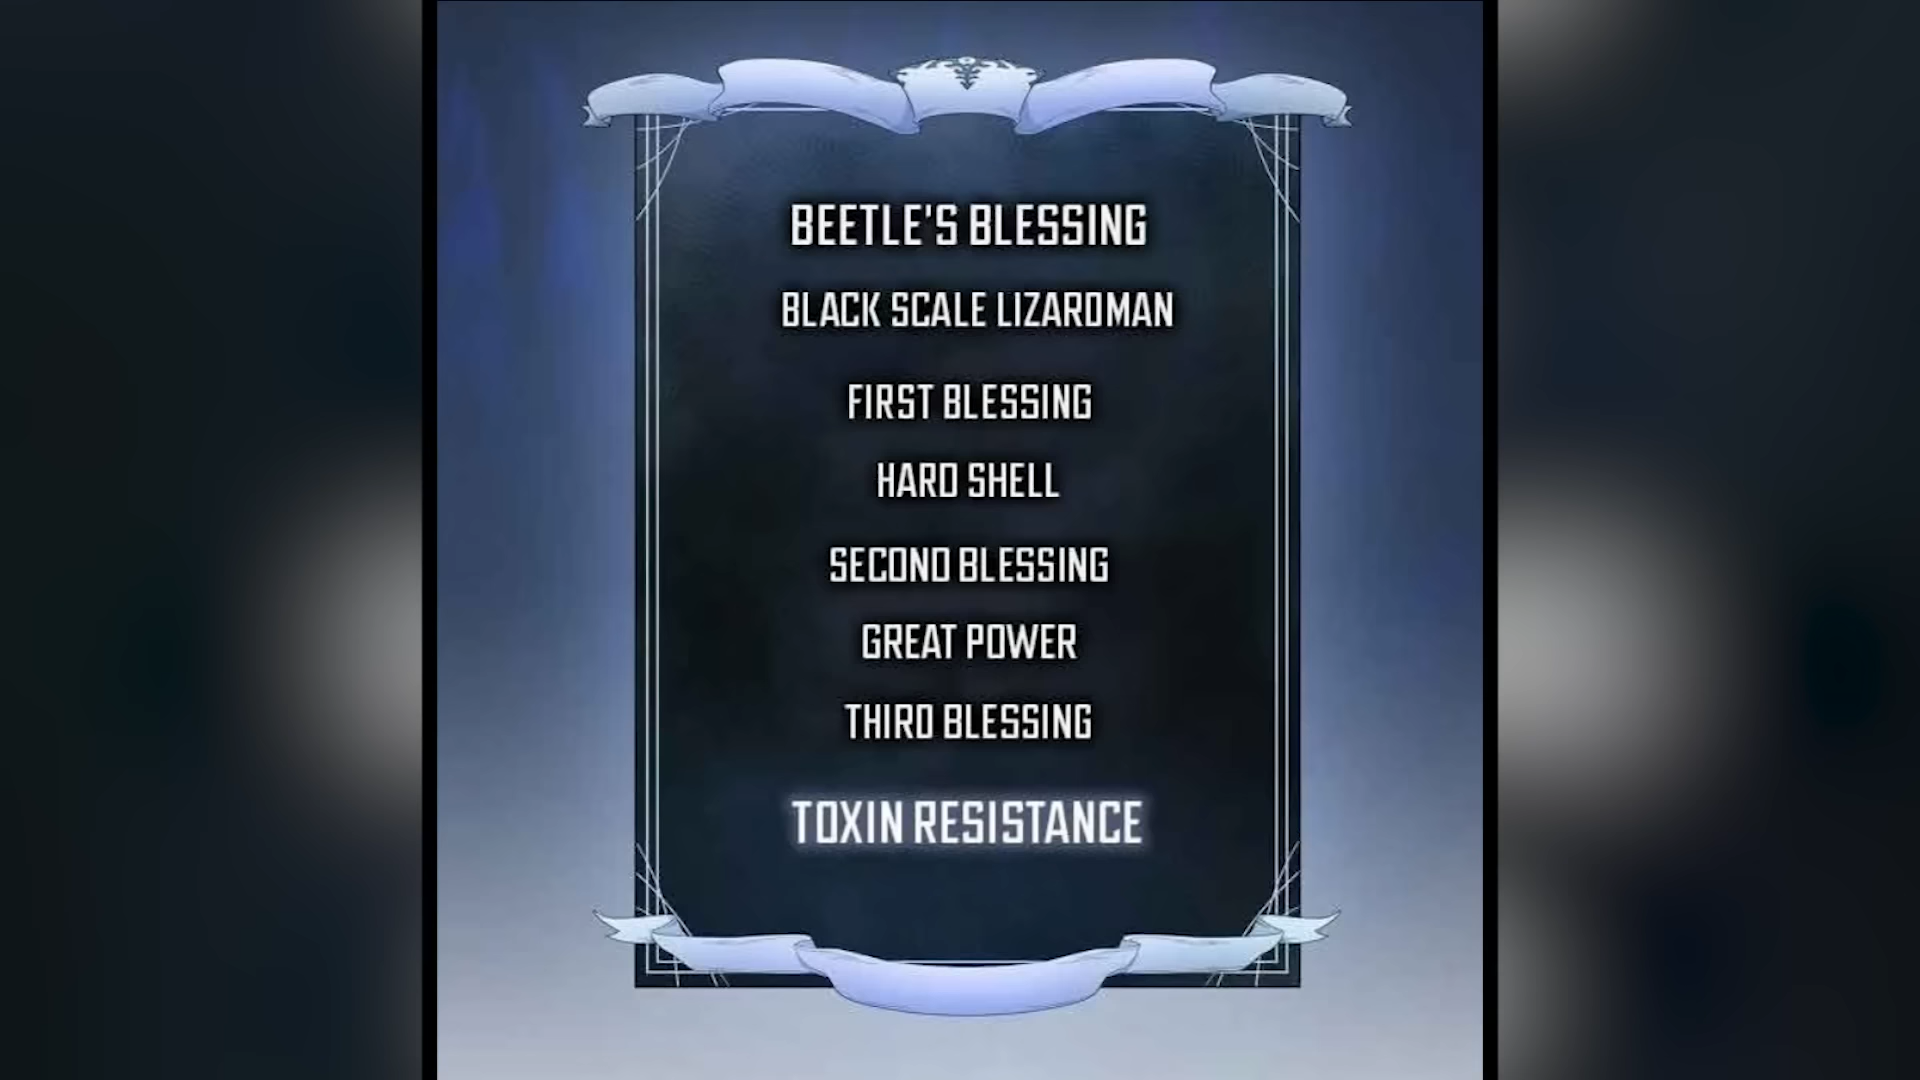 BEETLE'S BLESSING
BLACK SCALE LIZARDMAN
FIRST BLESSING
HARD SHELL
SECOND BLESSING
GREAT POWER
THIRD BLESSING
TOXIN RESISTANCE